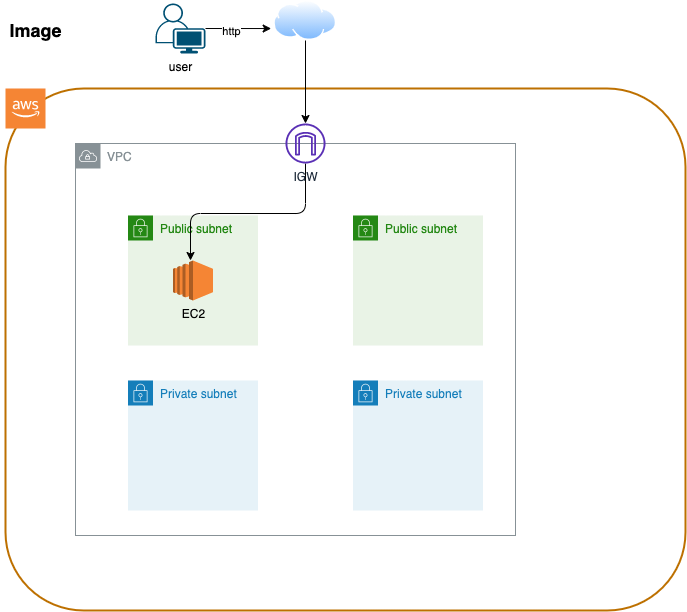 Image
http
user
aws
VPC
IGW
Public subnet
Public subnet
EC2
Private subnet
Private subnet